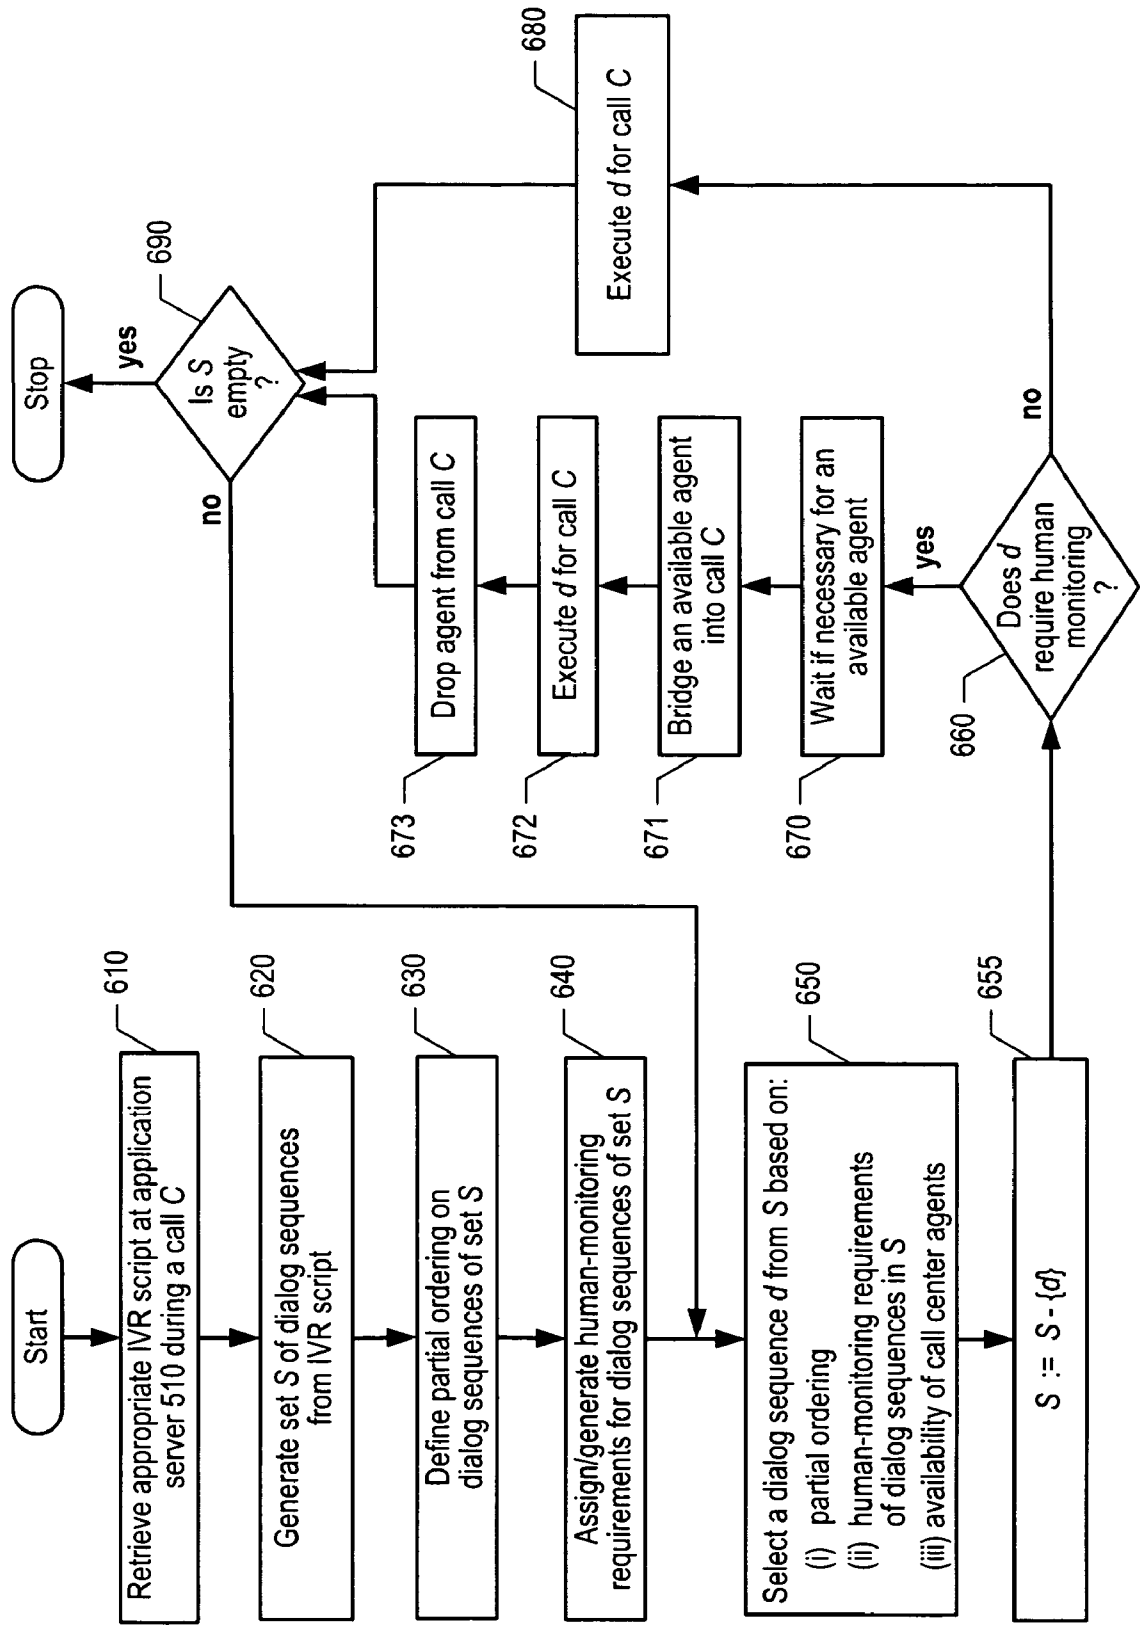 Start
610
Retrieve appropriate IVR script at application
server 510 during a call C
620
Generate set S of dialog sequences
from IVR script
630
Define partial ordering on
dialog sequences of set S
640
Assign/generate human-monitoring
requirements for dialog sequences of set S
650
Select a dialog sequence d from S based on:
(i) partial ordering
(ii) human-monitoring requirements
of dialog sequences in S
(iii) availability of call center agents
655
S := S - {d}
660
Does d
require human
monitoring
?
yes
no
670
Wait if necessary for an
available agent
671
Bridge an available agent
into call C
672
Execute d for call C
673
Drop agent from call C
680
Execute d for call C
690
Is S
empty
?
no
yes
Stop